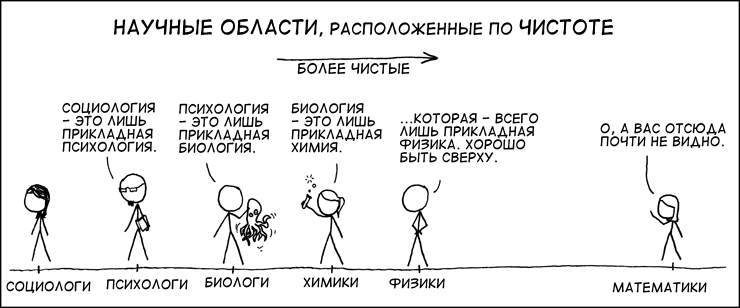 НАУЧНЫЕ ОБЛАСТИ, РАСПОЛОЖЕННЫЕ ПО ЧИСТОТЕ
БОЛЕЕ ЧИСТЫЕ
СОЦИОЛОГИЯ
- ЭТО ЛИШЬ
ПРИКЛАДНАЯ
ПСИХОЛОГИЯ.
ПСИХОЛОГИЯ
- ЭТО ЛИШЬ
ПРИКЛАДНАЯ
БИОЛОГИЯ.
БИОЛОГИЯ
- ЭТО ЛИШЬ
ПРИКЛАДНАЯ
ХИМИЯ.
...КОТОРАЯ - ВСЕГО
ЛИШЬ ПРИКЛАДНАЯ
ФИЗИКА. ХОРОШО
БЫТЬ СВЕРХУ.
О, А ВАС ОТСЮДА
ПОЧТИ НЕ ВИДНО.
СОЦИОЛОГИ
ПСИХОЛОГИ
БИОЛОГИ
ХИМИКИ
ФИЗИКИ
МАТЕМАТИКИ